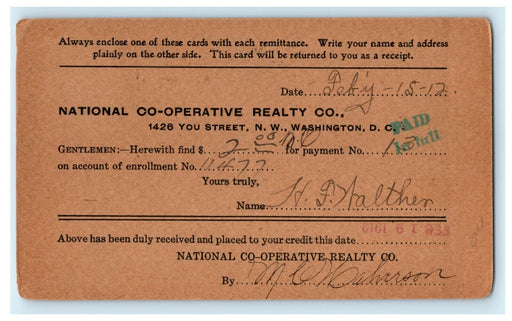 Always enclose one of these cards with each remittance. Write your name and address
plainly on the other side. This card will be returned to you as a receipt.
Date Feb'y - 15 - 12
NATIONAL CO-OPERATIVE REALTY CO.,
1426 YOU STREET, N. W., WASHINGTON, D. C.
PAID
GENTLEMEN:—Herewith find $ 2.00 for payment No.
on account of enrollment No. 11477
Yours truly,
Name H. F. Walther
FEB 19 1912
Above has been duly received and placed to your credit this date
NATIONAL CO-OPERATIVE REALTY CO.
By